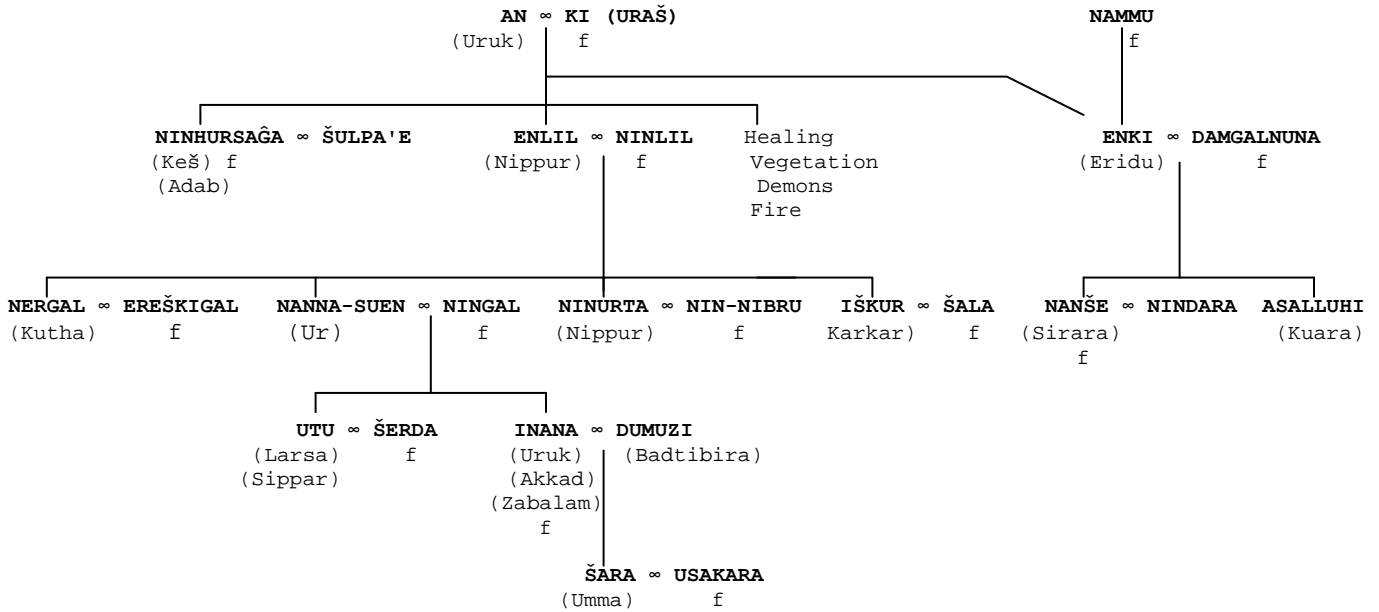 AN ∞ KI (URAŠ) NAMMU
(Uruk) f f
NINHURSAĜA ∞ ŠULPA'E ENLIL ∞ NINLIL Healing ENKI ∞ DAMGALNUNA
(Keš) f (Nippur) f Vegetation (Eridu) f
(Adab) Demons
Fire
NERGAL ∞ EREŠKIGAL NANNA-SUEN ∞ NINGAL NINURTA ∞ NIN-NIBRU IŠKUR ∞ ŠALA NANŠE ∞ NINDARA ASALLUHI
(Kutha) f (Ur) f (Nippur) f Karkar) f (Sirara) (Kuara)
f
UTU ∞ ŠERDA INANA ∞ DUMUZI
(Larsa) f (Uruk) (Badtibira)
(Sippar) (Akkad)
(Zabalam)
f
ŠARA ∞ USAKARA
(Umma) f